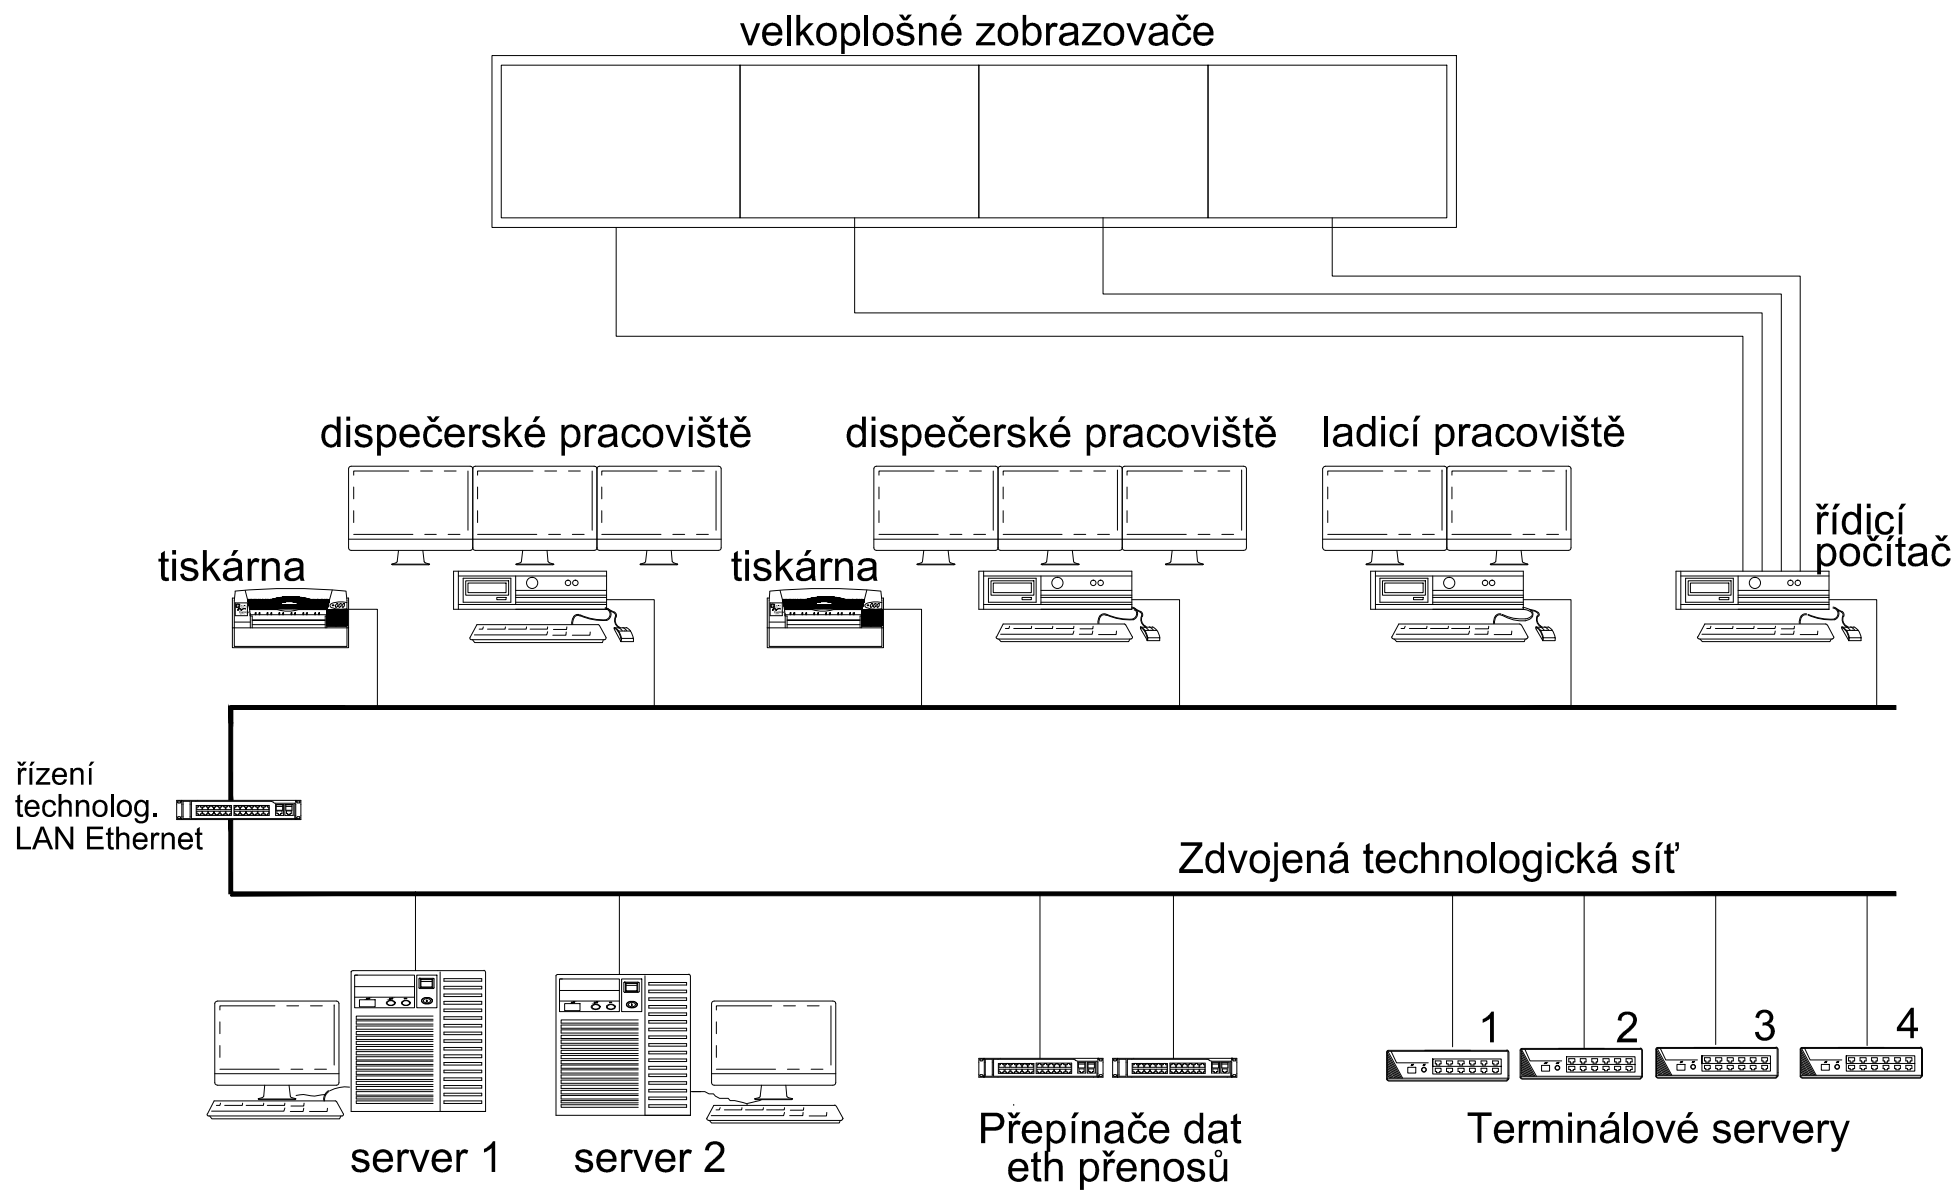 velkoplošné zobrazovače
dispečerské pracoviště
dispečerské pracoviště
ladicí pracoviště
řídicí
počítač
tiskárna
tiskárna
řízení
technolog.
LAN Ethernet
Zdvojená technologická síť
1
2
3
4
server 1
server 2
Přepínače dat
eth přenosů
Terminálové servery